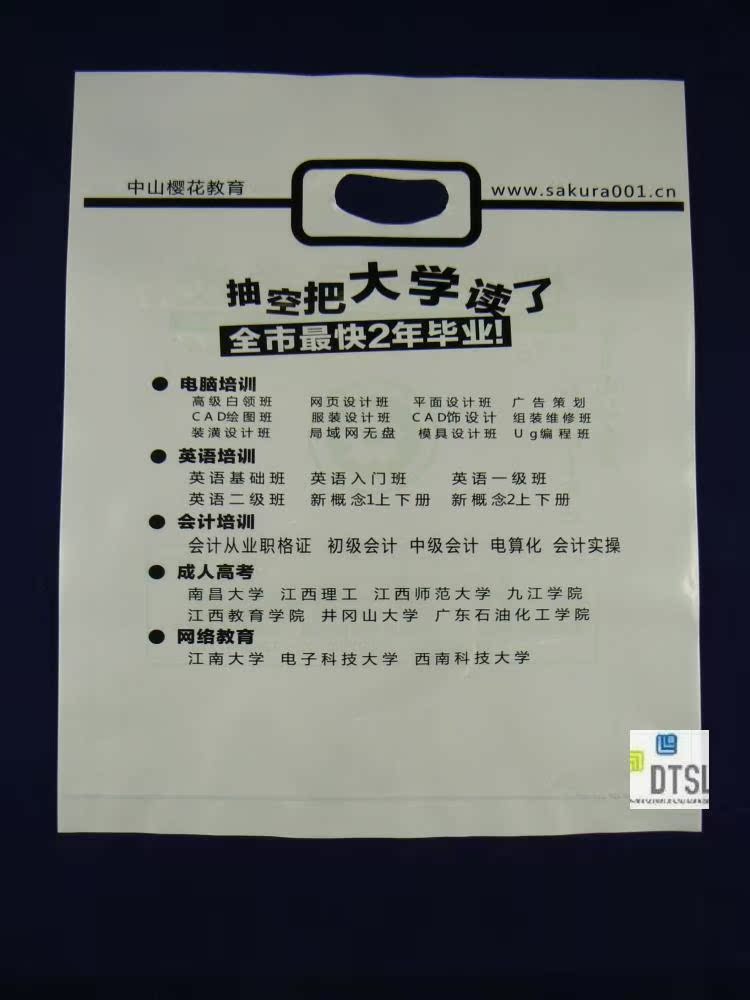 中山樱花教育 www.sakura001.cn
抽空把大学读了
全市最快2年毕业!
● 电脑培训
高级白领班 网页设计班 平面设计班 广告策划
CAD绘图班 服装设计班 CAD饰设计 组装维修班
装潢设计班 局域网无盘 模具设计班 Ug编程班
● 英语培训
英语基础班 英语入门班 英语一级班
英语二级班 新概念1上下册 新概念2上下册
● 会计培训
会计从业职格证 初级会计 中级会计 电算化 会计实操
● 成人高考
南昌大学 江西理工 江西师范大学 九江学院
江西教育学院 井冈山大学 广东石油化工学院
● 网络教育
江南大学 电子科技大学 西南科技大学
DTSL